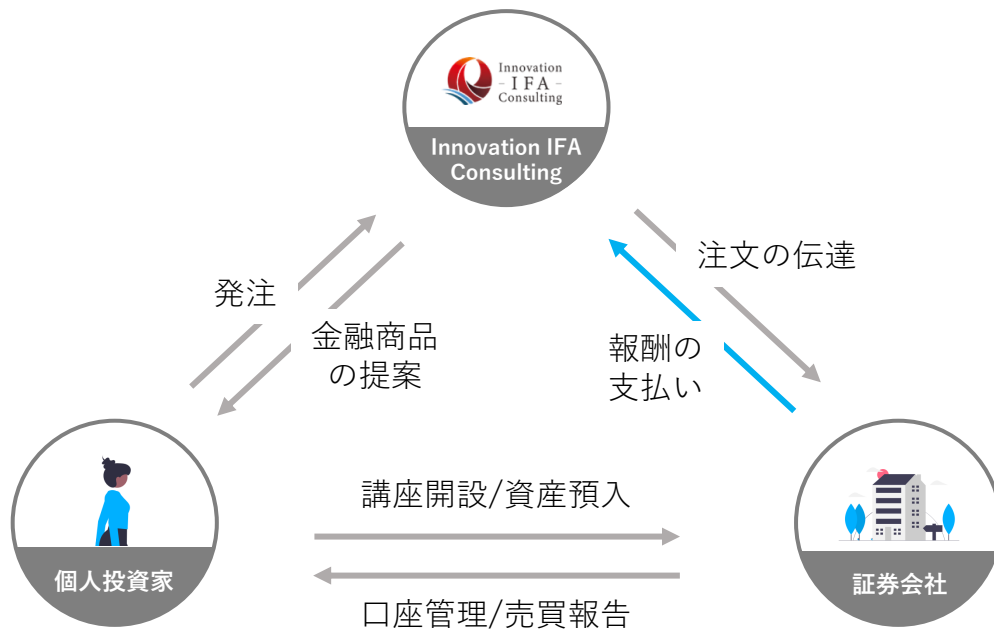 Innovation
- IFA -
Consulting
Innovation IFA
Consulting
発注
金融商品
の提案
注文の伝達
報酬の
支払い
講座開設/資産預入
口座管理/売買報告
個人投資家
証券会社